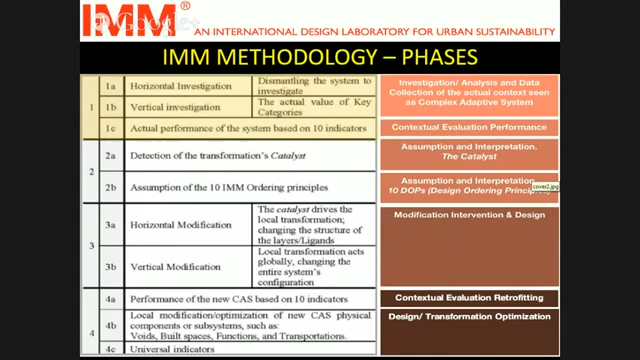 Google+
IMM®
AN INTERNATIONAL DESIGN LABORATORY FOR URBAN SUSTAINABILITY
IMM METHODOLOGY – PHASES
1
1a
Horizontal Investigation
Dismantling the system to
investigate
1b
Vertical investigation
The actual value of Key
Categories
1c
Actual performance of the system based on 10 indicators
Investigation/ Analysis and Data
Collection of the actual context seen
as Complex Adaptive System
Contextual Evaluation Performance
2
2a
Detection of the transformation's Catalyst
Assumption and Interpretation.
The Catalyst
2b
Assumption of the 10 IMM Ordering principles
Assumption and Interpretation
10 DOPs (Design Ordering
cover2.jpg
3
3a
Horizontal Modification
The catalyst drives the
local transformation;
changing the structure of
the layers/Ligands
3b
Vertical Modification
Local transformation acts
globally, changing the
entire system's
configuration
Modification Intervention & Design
4
4a
Performance of the new CAS based on 10 indicators
Contextual Evaluation Retrofitting
4b
Local modification/optimization of new CAS physical
components or subsystems, such as:
Voids, Built spaces, Functions, and Transportations.
4c
Universal indicators
Design/ Transformation Optimization